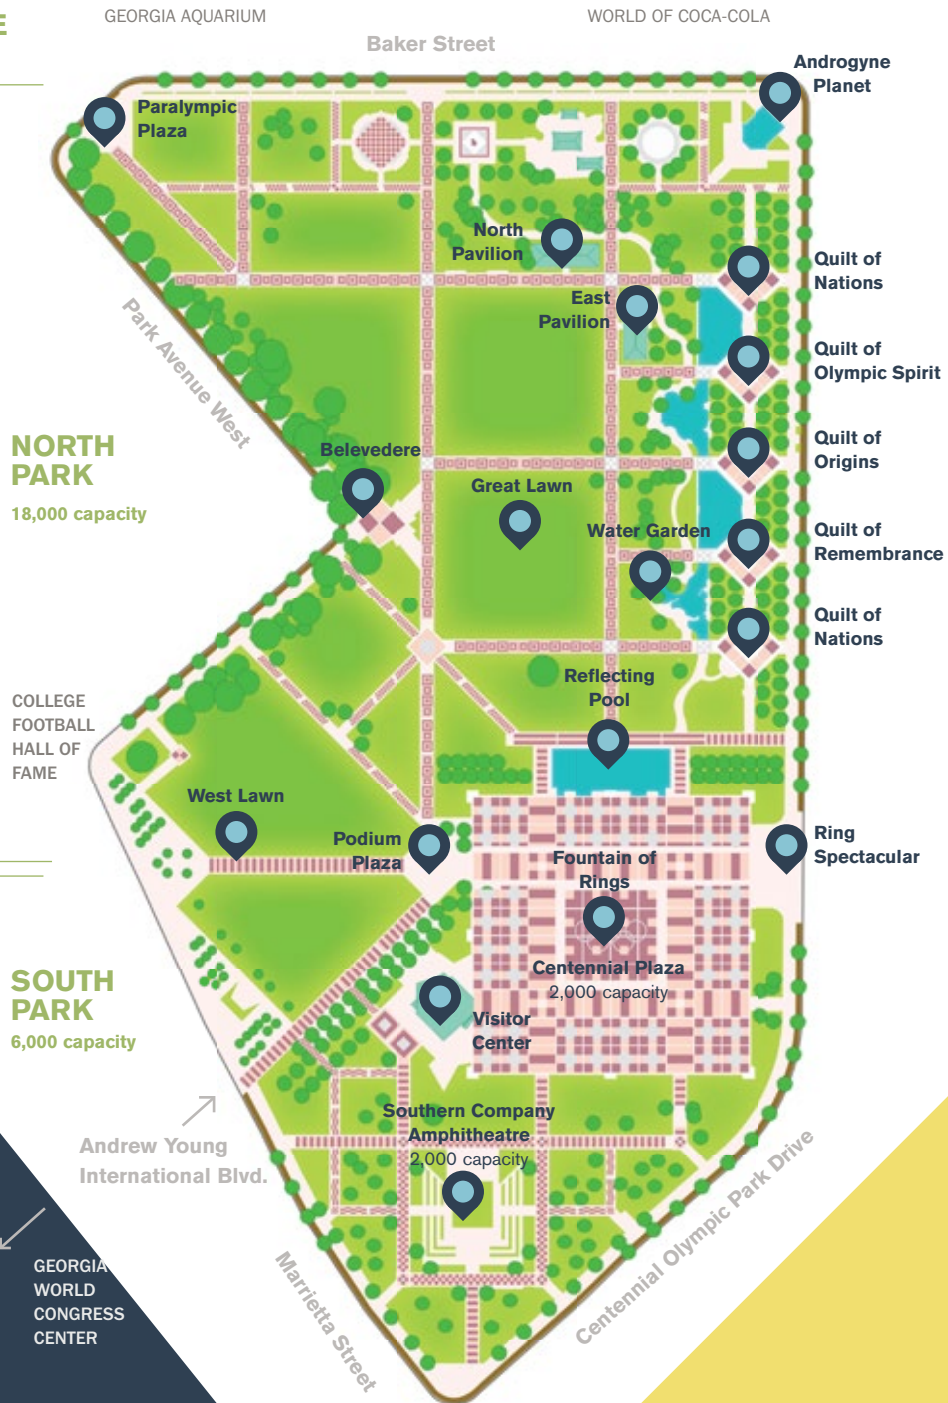 E
GEORGIA AQUARIUM
WORLD OF COCA-COLA
Baker Street
Androgyne
Planet
Paralympic
Plaza
North
Pavilion
Quilt of
Nations
East
Pavilion
Park Avenue West
Quilt of
Olympic Spirit
NORTH
PARK
18,000 capacity
Belevedere
Quilt of
Origins
Great Lawn
Water Garden
Quilt of
Remembrance
Quilt of
Nations
Reflecting
Pool
COLLEGE
FOOTBALL
HALL OF
FAME
West Lawn
Podium
Plaza
Ring
Spectacular
Fountain of
Rings
Centennial Plaza
2,000 capacity
SOUTH
PARK
6,000 capacity
Visitor
Center
Southern Company
Amphitheatre
2,000 capacity
Andrew Young
International Blvd.
Centennial Olympic Park Drive
Marrietta Street
GEORGIA
WORLD
CONGRESS
CENTER